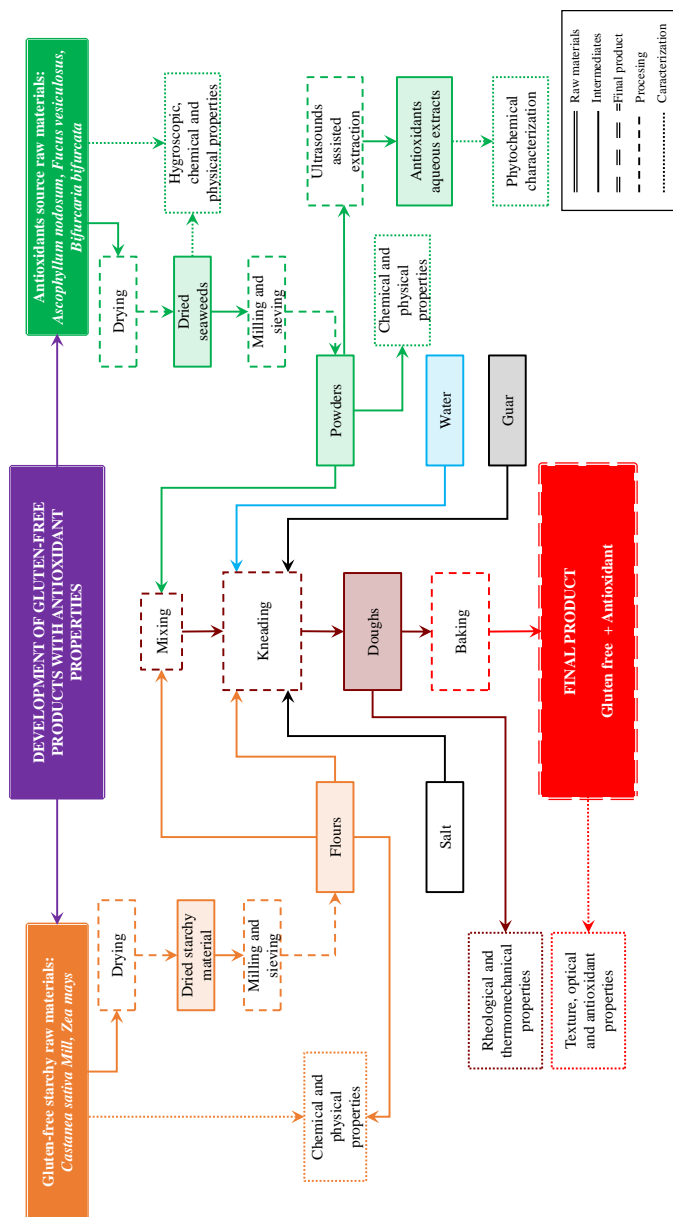 DEVELOPMENT OF GLUTEN-FREE
PRODUCTS WITH ANTIOXIDANT
PROPERTIES
Gluten-free starchy raw materials:
Castanea sativa Mill, Zea mays
Antioxidants source raw materials:
Ascophyllum nodosum, Fucus vesiculosus,
Bifurcaria bifurcata
Drying
Dried starchy
material
Milling and
sieving
Chemical and
physical
properties
Flours
Salt
Mixing
Kneading
Doughs
Baking
Drying
Dried
seaweeds
Milling and
sieving
Hygroscopic,
chemical and
physical properties
Powders
Chemical and
physical
properties
Ultrasounds
assisted
extraction
Antioxidants
aqueous extracts
Phytochemical
characterization
Water
Guar
Rheological and
thermomechanical
properties
Texture, optical
and antioxidant
properties
FINAL PRODUCT
Gluten free + Antioxidant
Raw materials
Intermediates
Final product
Procesing
Caracterization